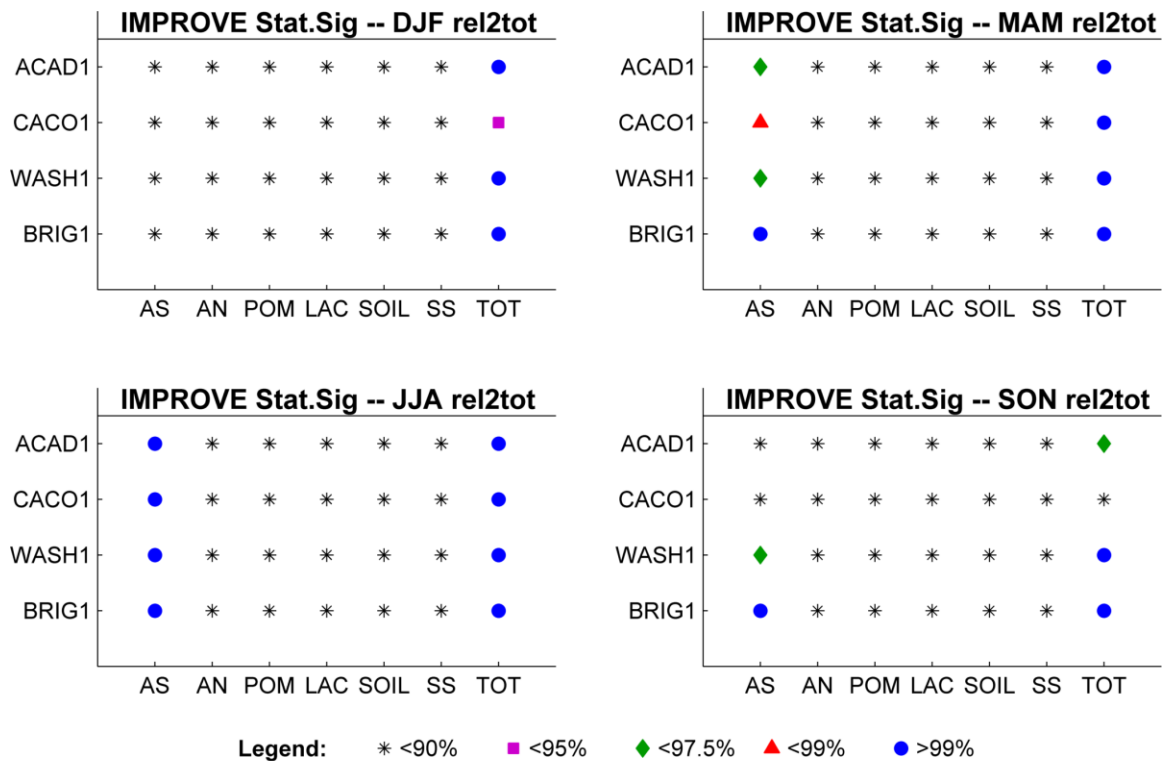 IMPROVE Stat.Sig -- DJF rel2tot
ACAD1
CACO1
WASH1
BRIG1
AS AN POM LAC SOIL SS TOT
IMPROVE Stat.Sig -- MAM rel2tot
ACAD1
CACO1
WASH1
BRIG1
AS AN POM LAC SOIL SS TOT
IMPROVE Stat.Sig -- JJA rel2tot
ACAD1
CACO1
WASH1
BRIG1
AS AN POM LAC SOIL SS TOT
IMPROVE Stat.Sig -- SON rel2tot
ACAD1
CACO1
WASH1
BRIG1
AS AN POM LAC SOIL SS TOT
Legend: <90% <95% <97.5% <99% >99%